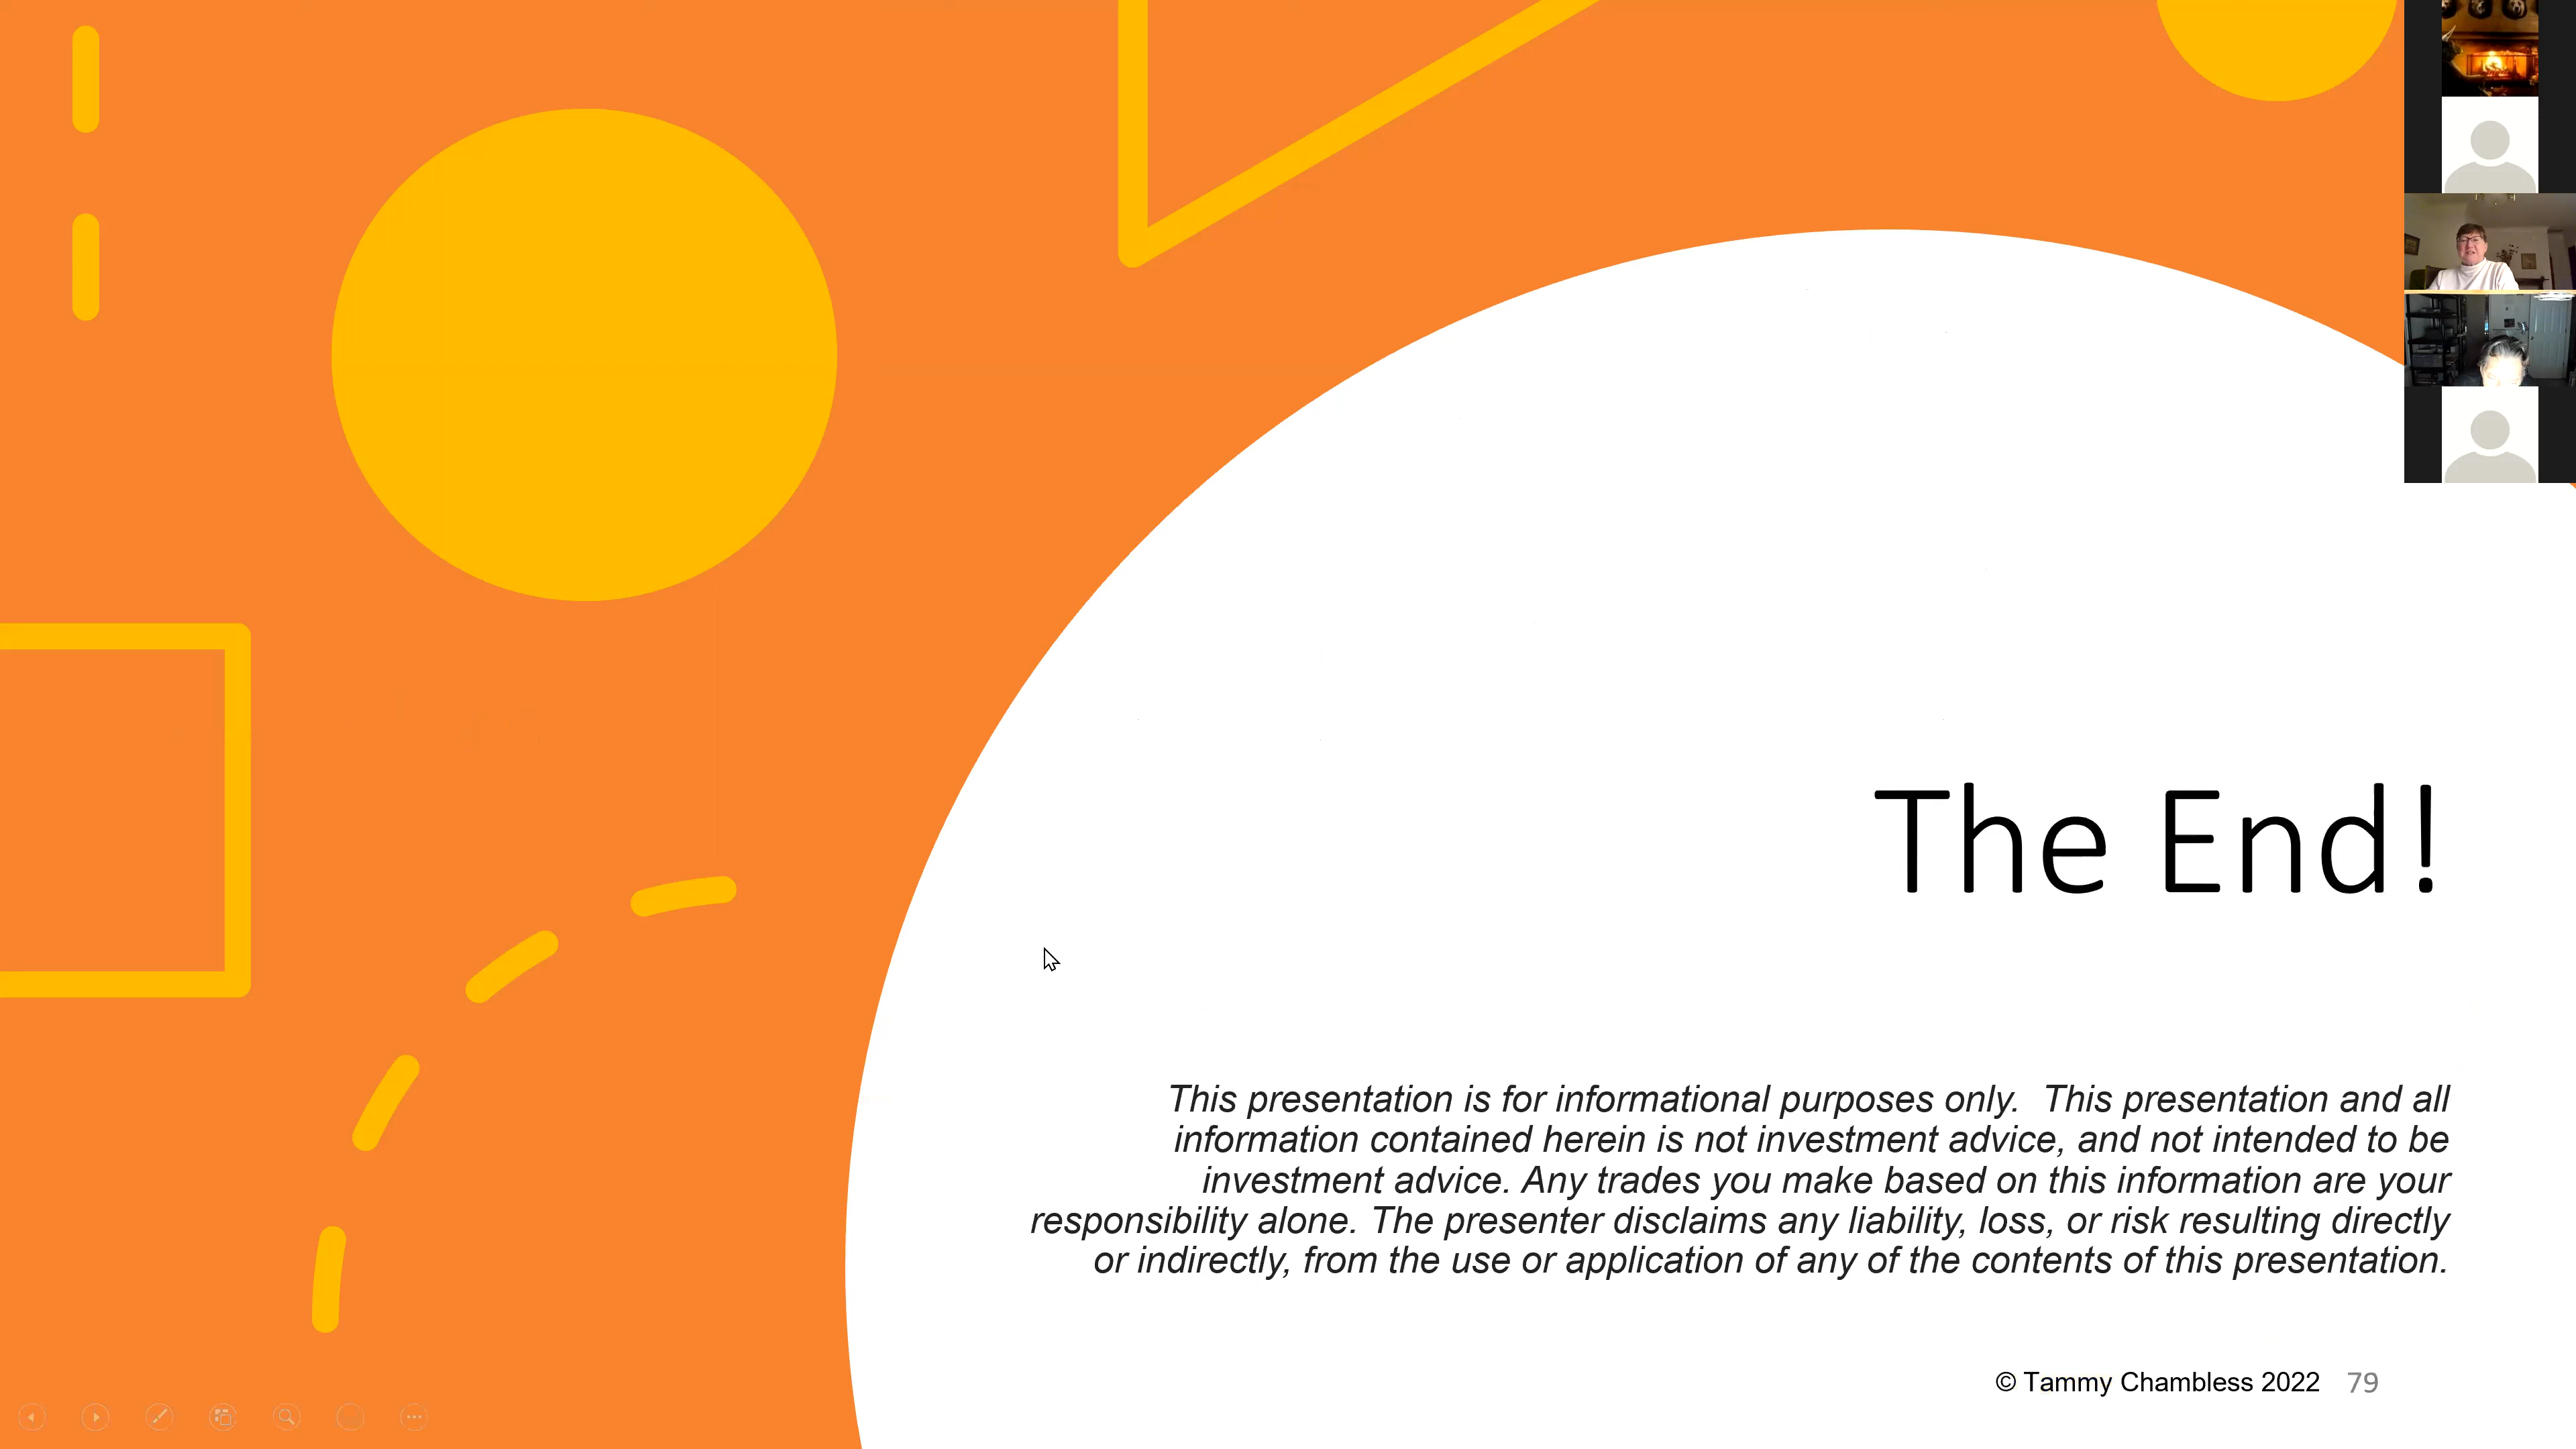 The End!
This presentation is for informational purposes only.  This presentation and all
information contained herein is not investment advice, and not intended to be
investment advice. Any trades you make based on this information are your
responsibility alone. The presenter disclaims any liability, loss, or risk resulting directly
or indirectly, from the use or application of any of the contents of this presentation.
© Tammy Chambless 2022 79